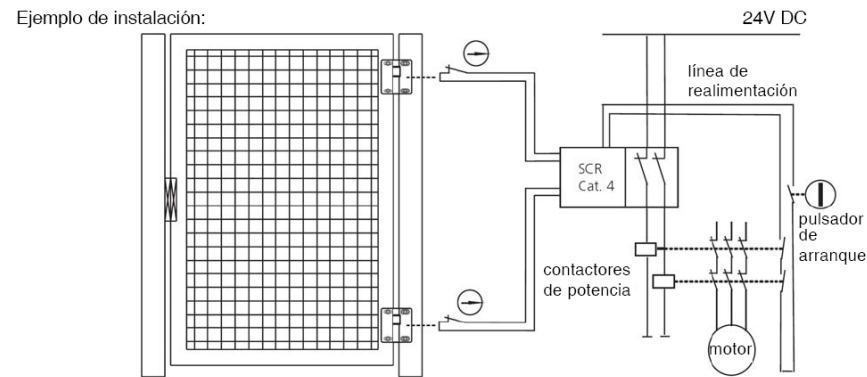 Ejemplo de instalación:
24V DC
línea de
realimentación
SCR
Cat. 4
pulsador
de
arranque
contactores
de potencia
motor